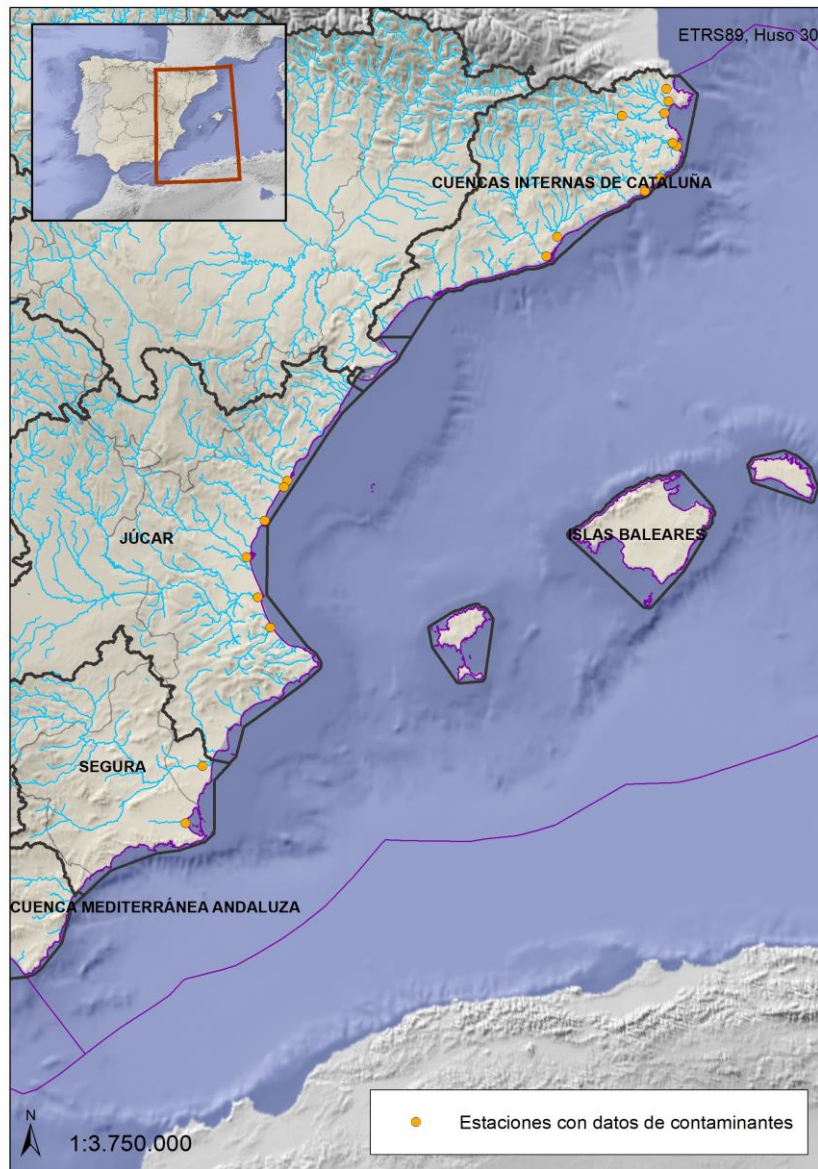 ETRS89, Huso 30
CUENCAS INTERNAS DE CATALUÑA
ISLAS BALEARES
JÚCAR
SEGURA
CUENCA MEDITERRÁNEA ANDALUZA
N
1:3.750.000
Estaciones con datos de contaminantes